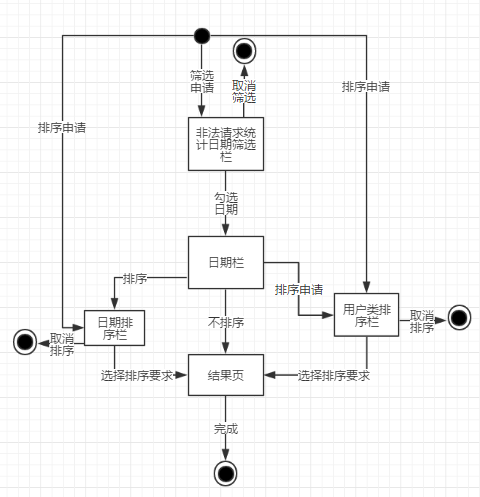 筛选
申请
取消
筛选
排序申请
排序申请
非法请求统
计日期筛选
栏
勾选
日期
日期栏
排序
排序申请
不排序
日期排
序栏
用户类排
序栏
取消
排序
取消
排序
选择排序要求
结果页
选择排序要求
完成